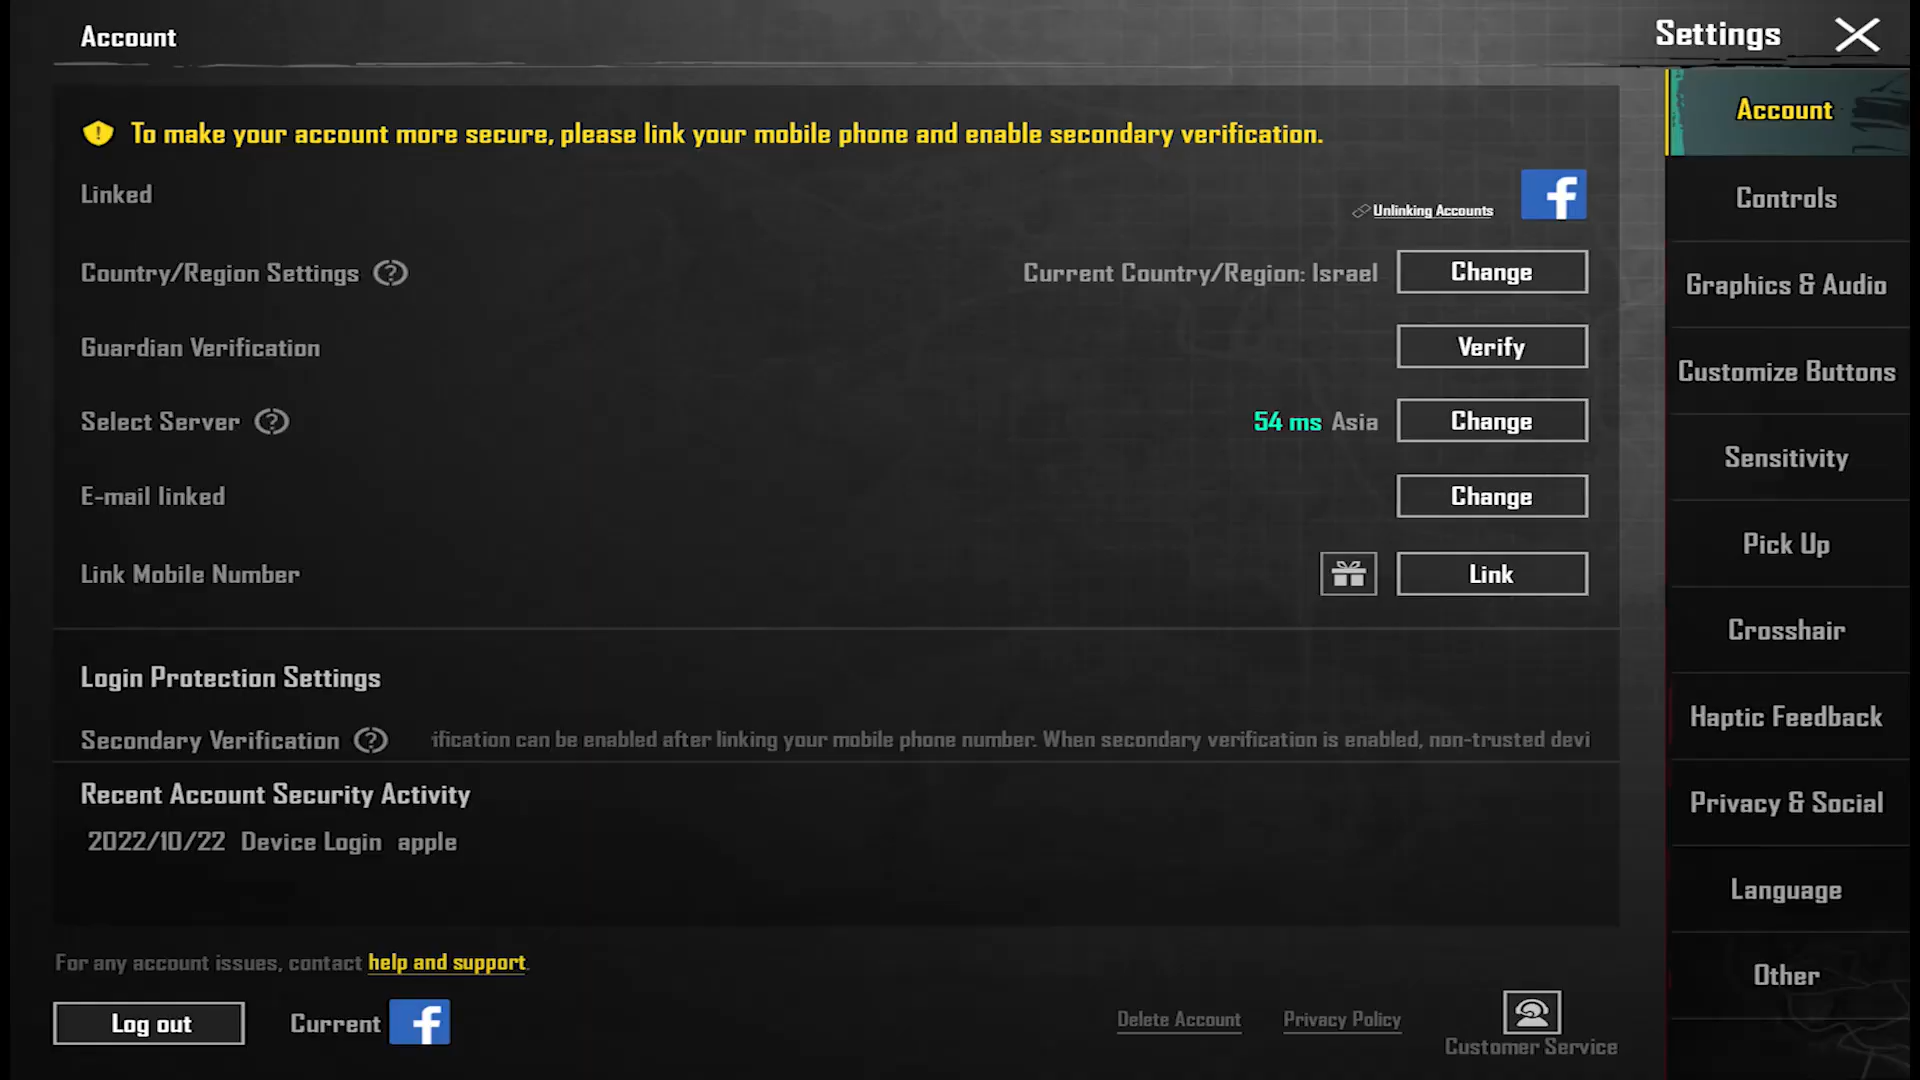 Account
Settings
To make your account more secure, please link your mobile phone and enable secondary verification.
Linked
Unlinking Accounts
Country/Region Settings
Current Country/Region: Israel
Change
Guardian Verification
Verify
Select Server
54 ms Asia
Change
E-mail linked
Change
Link Mobile Number
Link
Login Protection Settings
Secondary Verification
ification can be enabled after linking your mobile phone number. When secondary verification is enabled, non-trusted devi
Recent Account Security Activity
2022/10/22 Device Login apple
For any account issues, contact help and support.
Log out
Current
Delete Account
Privacy Policy
Customer Service
Account
Controls
Graphics & Audio
Customize Buttons
Sensitivity
Pick Up
Crosshair
Haptic Feedback
Privacy & Social
Language
Other